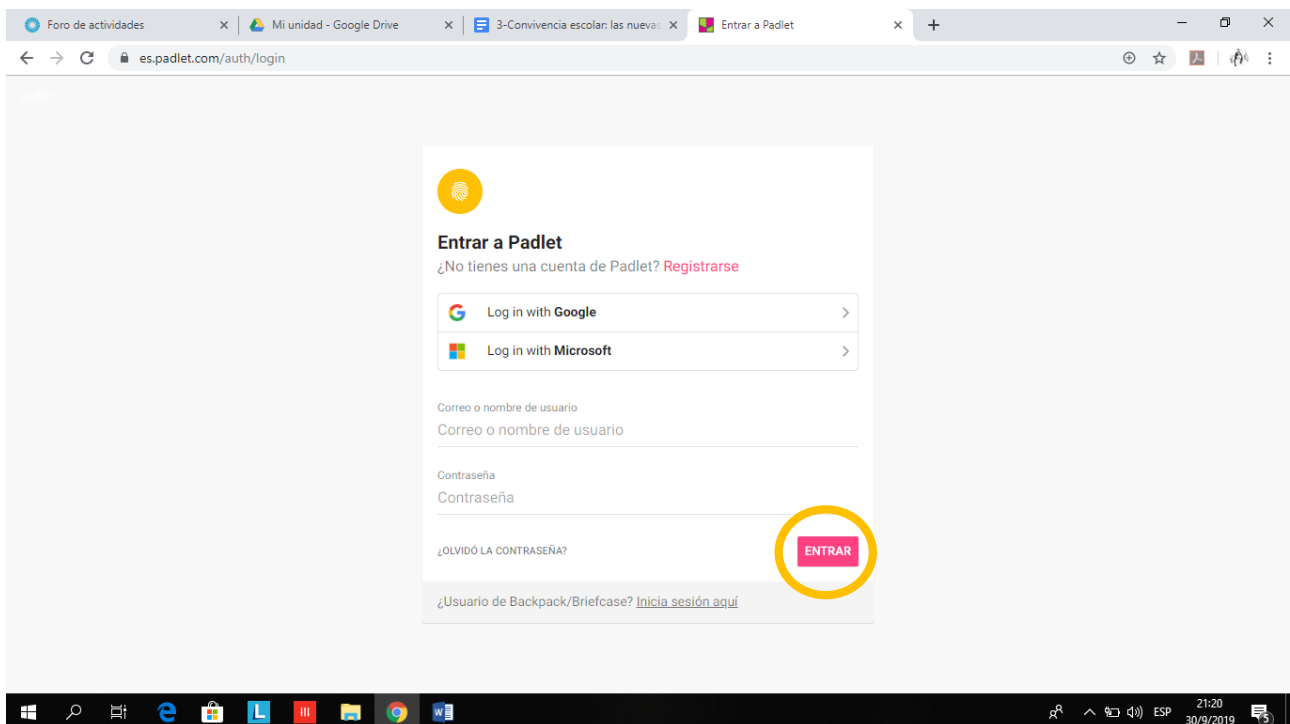 Foro de actividades
Mi unidad - Google Drive
3-Convivencia escolar: las nuevas
Entrar a Padlet
es.padlet.com/auth/login
padlet
Entrar a Padlet
¿No tienes una cuenta de Padlet? Registrarse
Log in with Google
Log in with Microsoft
Correo o nombre de usuario
Correo o nombre de usuario
Contraseña
Contraseña
¿OLVIDÓ LA CONTRASEÑA?
ENTRAR
¿Usuario de Backpack/Briefcase? Inicia sesión aquí
L
W
ESP
21:20
30/9/2019
5